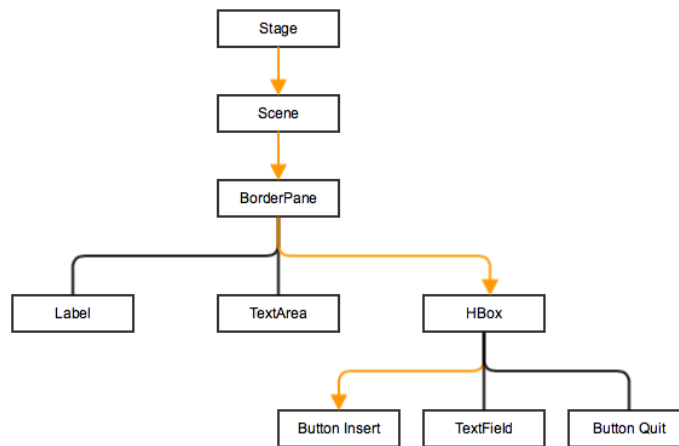 Stage
Scene
BorderPane
Label
TextArea
HBox
Button Insert
TextField
Button Quit